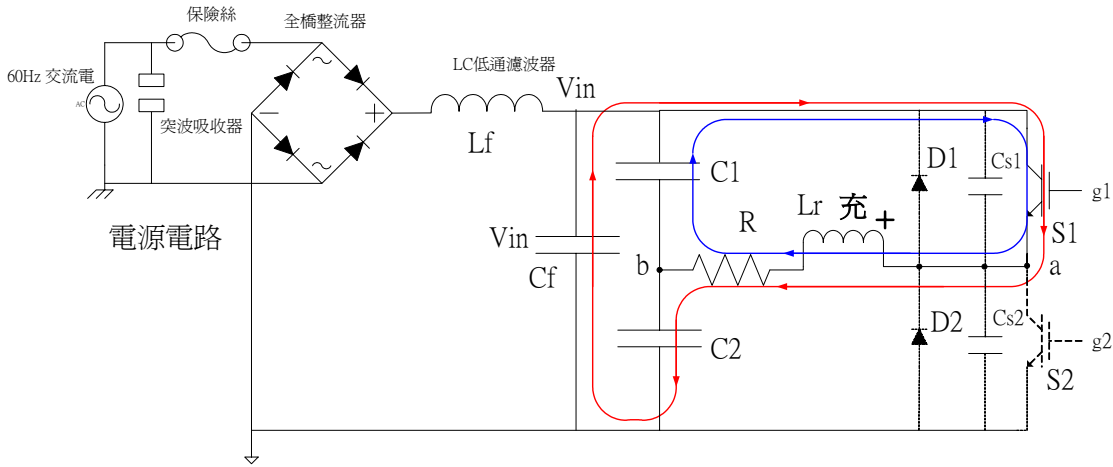 保險絲
全橋整流器
60Hz 交流電
AC
突波吸收器
LC低通濾波器
Lf
電源電路
Vin
Vin
Cf
C1
C2
b
R
Lr
充
+
D1
Cs1
g1
S1
a
D2
Cs2
g2
S2